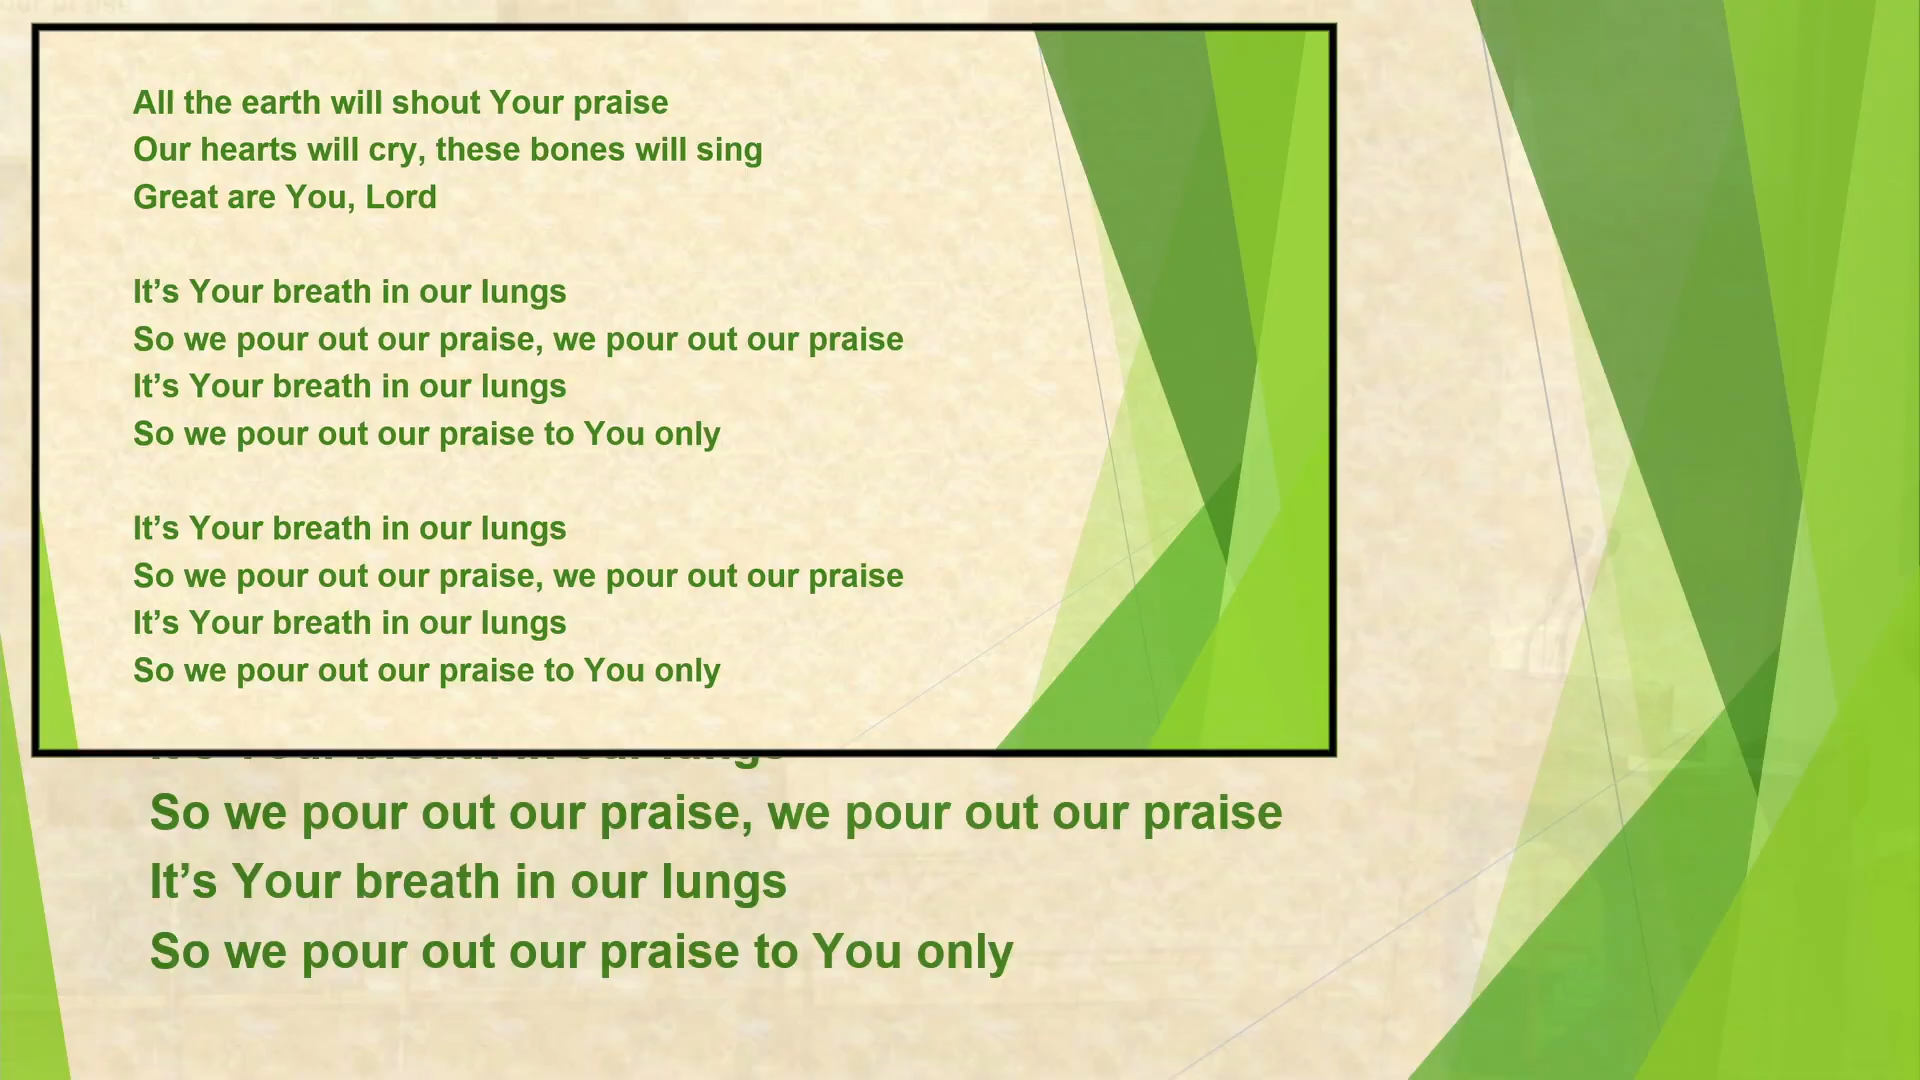 All the earth will shout Your praise
Our hearts will cry, these bones will sing
Great are You, Lord
It’s Your breath in our lungs
So we pour out our praise, we pour out our praise
It’s Your breath in our lungs
So we pour out our praise to You only
It’s Your breath in our lungs
So we pour out our praise, we pour out our praise
It’s Your breath in our lungs
So we pour out our praise to You only
So we pour out our praise, we pour out our praise
It’s Your breath in our lungs
So we pour out our praise to You only